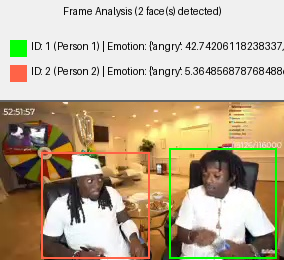 Frame Analysis (2 face(s) detected)
ID: 1 (Person 1) | Emotion: {'angry': 42.74206118238337,
ID: 2 (Person 2) | Emotion: {'angry': 5.364856878768488
52:51:57
/116000